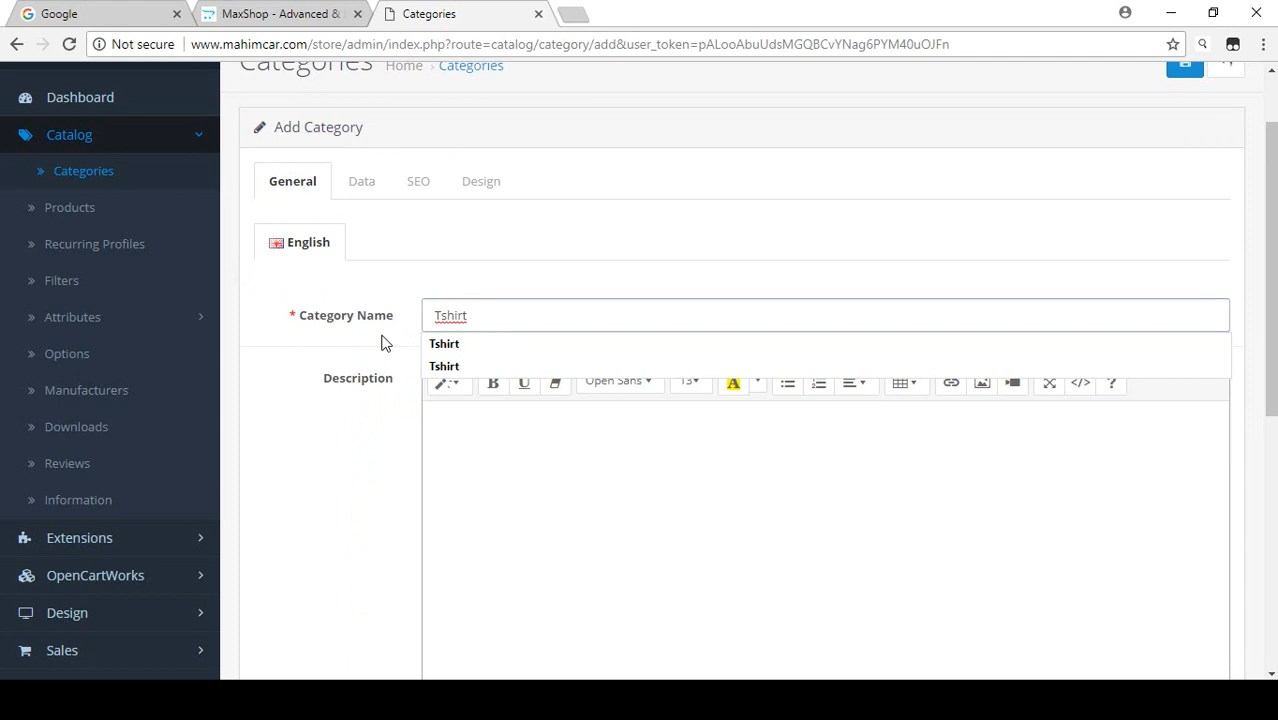 Google
MaxShop - Advanced &
Categories
Not secure
www.mahimcar.com/store/admin/index.php?route=catalog/category/add&user_token=pALooAbuUdsMGQBCvYNag6PYM40uOJFn
Categories Home Categories
Dashboard
Catalog
Categories
Products
Recurring Profiles
Filters
Attributes
Options
Manufacturers
Downloads
Reviews
Information
Extensions
OpenCartWorks
Design
Sales
Add Category
General Data SEO Design
English
* Category Name Tshirt
Tshirt
Tshirt
Description
B U Open Sans 13 A </> ?